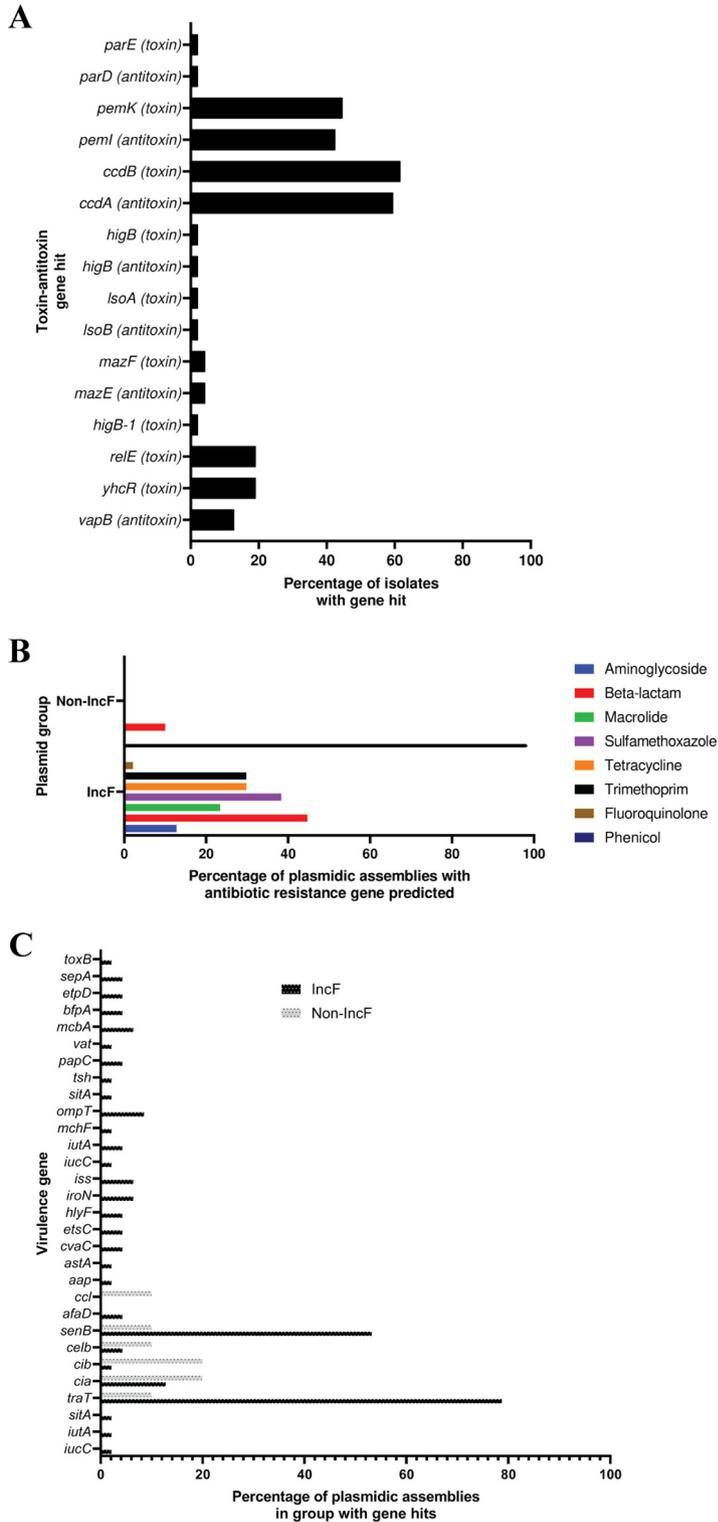 A
parE (toxin)
parD (antitoxin)
pemK (toxin)
pemI (antitoxin)
ccdB (toxin)
ccdA (antitoxin)
higB (toxin)
higB (antitoxin)
lsoA (toxin)
lsoB (antitoxin)
mazF (toxin)
mazE (antitoxin)
higB-1 (toxin)
relE (toxin)
yhcR (toxin)
vapB (antitoxin)
Toxin-antitoxin
gene hit
0 20 40 60 80 100
Percentage of isolates
with gene hit
B
Plasmid group
Non-IncF
IncF
0 20 40 60 80 100
Percentage of plasmidic assemblies with
antibiotic resistance gene predicted
Aminoglycoside
Beta-lactam
Macrolide
Sulfamethoxazole
Tetracycline
Trimethoprim
Fluoroquinolone
Phenicol
C
Virulence gene
toxB
sepA
etpD
bfpA
mcbA
vat
papC
tsh
sitA
ompT
mchF
iutA
iucC
iss
iroN
hlyF
etsC
cvaC
astA
aap
ccl
afaD
senB
celb
cib
cia
traT
sitA
iutA
iucC
IncF
Non-IncF
0 20 40 60 80 100
Percentage of plasmidic assemblies
in group with gene hits